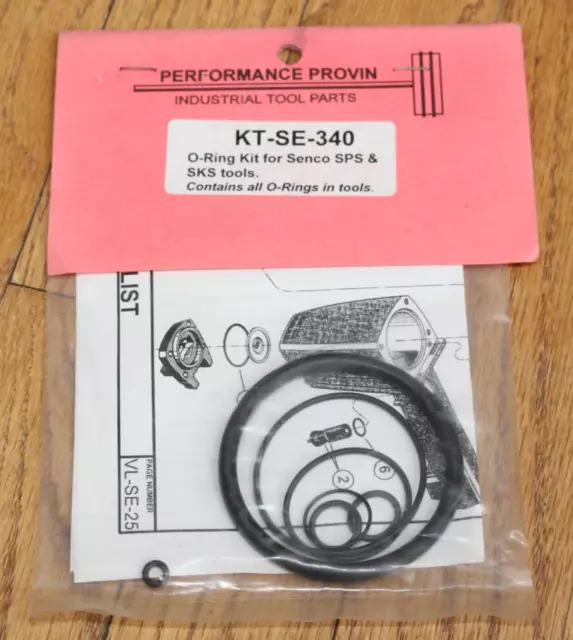 PERFORMANCE PROVIN
INDUSTRIAL TOOL PARTS
KT-SE-340
O-Ring Kit for Senco SPS &
SKS tools.
Contains all O-Rings in tools.
LIST
PAGE NUMBER
VL-SE-25
2
6